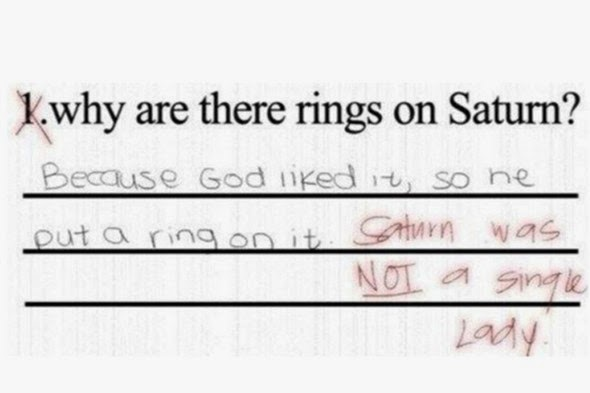 1.why are there rings on Saturn?
Because God liked it, so he
put a ring on it. Saturn was
NOT a single
Lady.